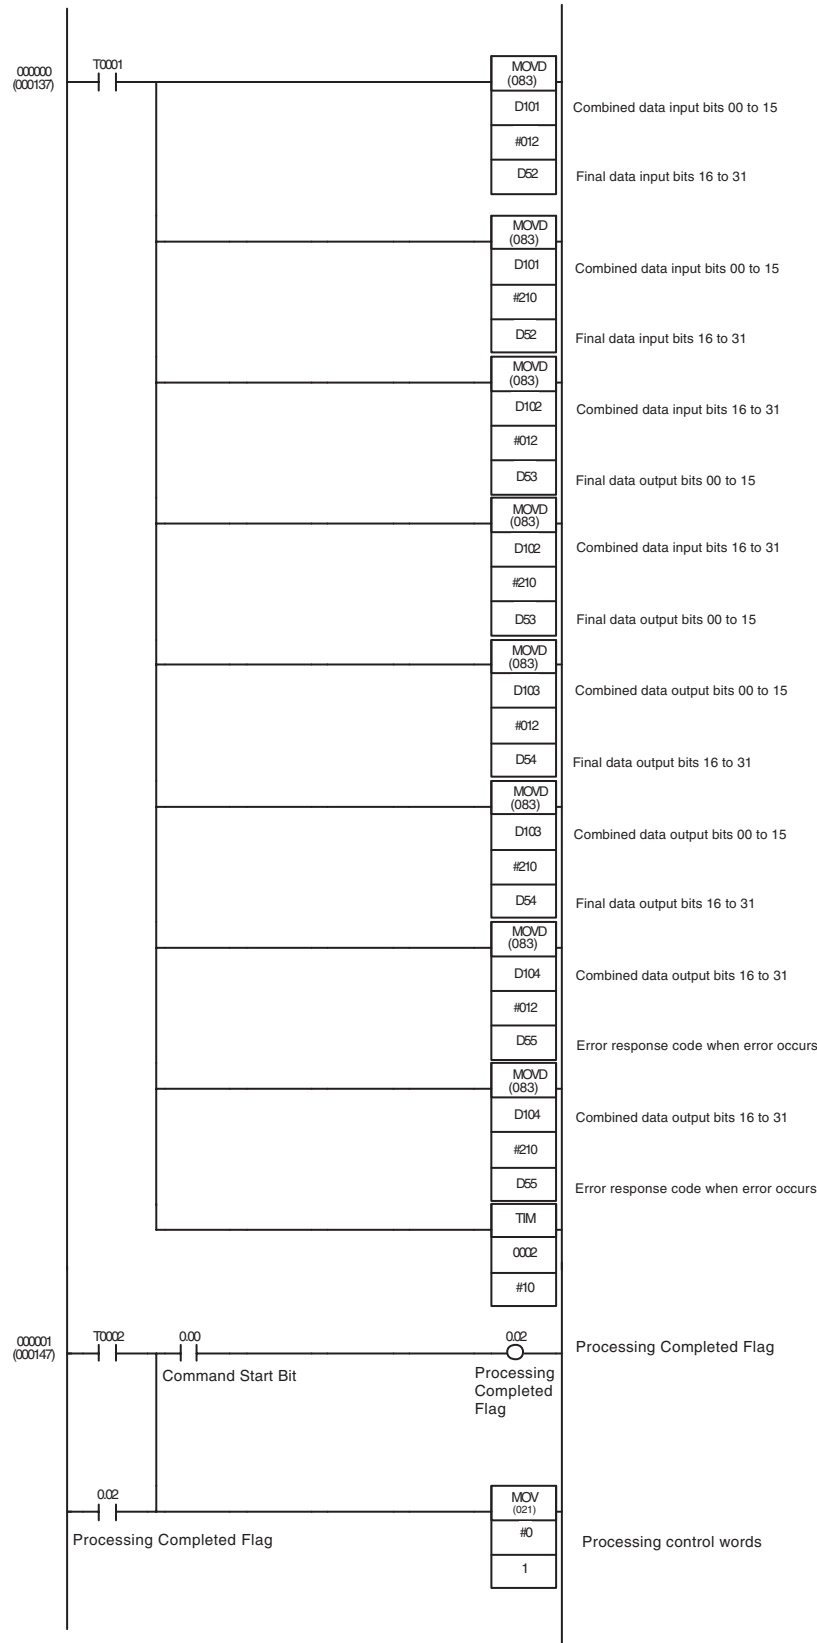 000000
(000137)
T0001
MOVD
(083)
D101
Combined data input bits 00 to 15
#012
D52
Final data input bits 16 to 31
MOVD
(083)
D101
Combined data input bits 00 to 15
#210
D52
Final data input bits 16 to 31
MOVD
(083)
D102
Combined data input bits 16 to 31
#012
D53
Final data output bits 00 to 15
MOVD
(083)
D102
Combined data input bits 16 to 31
#210
D53
Final data output bits 00 to 15
MOVD
(083)
D103
Combined data output bits 00 to 15
#012
D54
Final data output bits 16 to 31
MOVD
(083)
D103
Combined data output bits 00 to 15
#210
D54
Final data output bits 16 to 31
MOVD
(083)
D104
Combined data output bits 16 to 31
#012
D55
Error response code when error occurs
MOVD
(083)
D104
Combined data output bits 16 to 31
#210
D55
Error response code when error occurs
TIM
0002
#10
000001
(000147)
T0002
0.00
Command Start Bit
0.02
Processing
Completed
Flag
Processing Completed Flag
0.02
Processing Completed Flag
MOV
(021)
#0
Processing control words
1